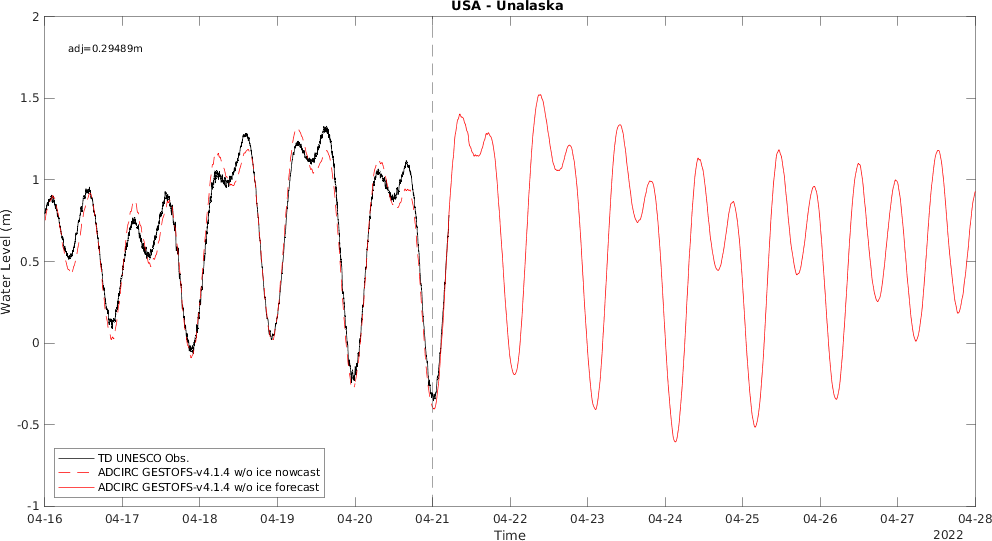 USA - Unalaska
adj=0.29489m
Water Level (m)
2
1.5
1
0.5
0
-0.5
-1
TD UNESCO Obs.
ADCIRC GESTOFS-v4.1.4 w/o ice nowcast
ADCIRC GESTOFS-v4.1.4 w/o ice forecast
04-16 04-17 04-18 04-19 04-20 04-21 04-22 04-23 04-24 04-25 04-26 04-27 04-28
Time
2022